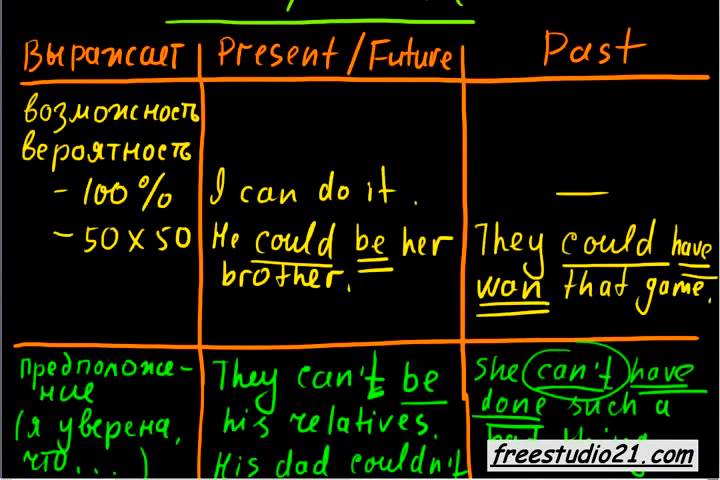 Выражает
Present / Future
Past
возможность
вероятность
- 100%
I can do it.
—
- 50 x 50
He could be her
brother.
They could have
won that game.
предположе-
ние
(я уверена,
что...)
They can't be
his relatives.
His dad couldn't
She can't have
done such a
freestudio21.com